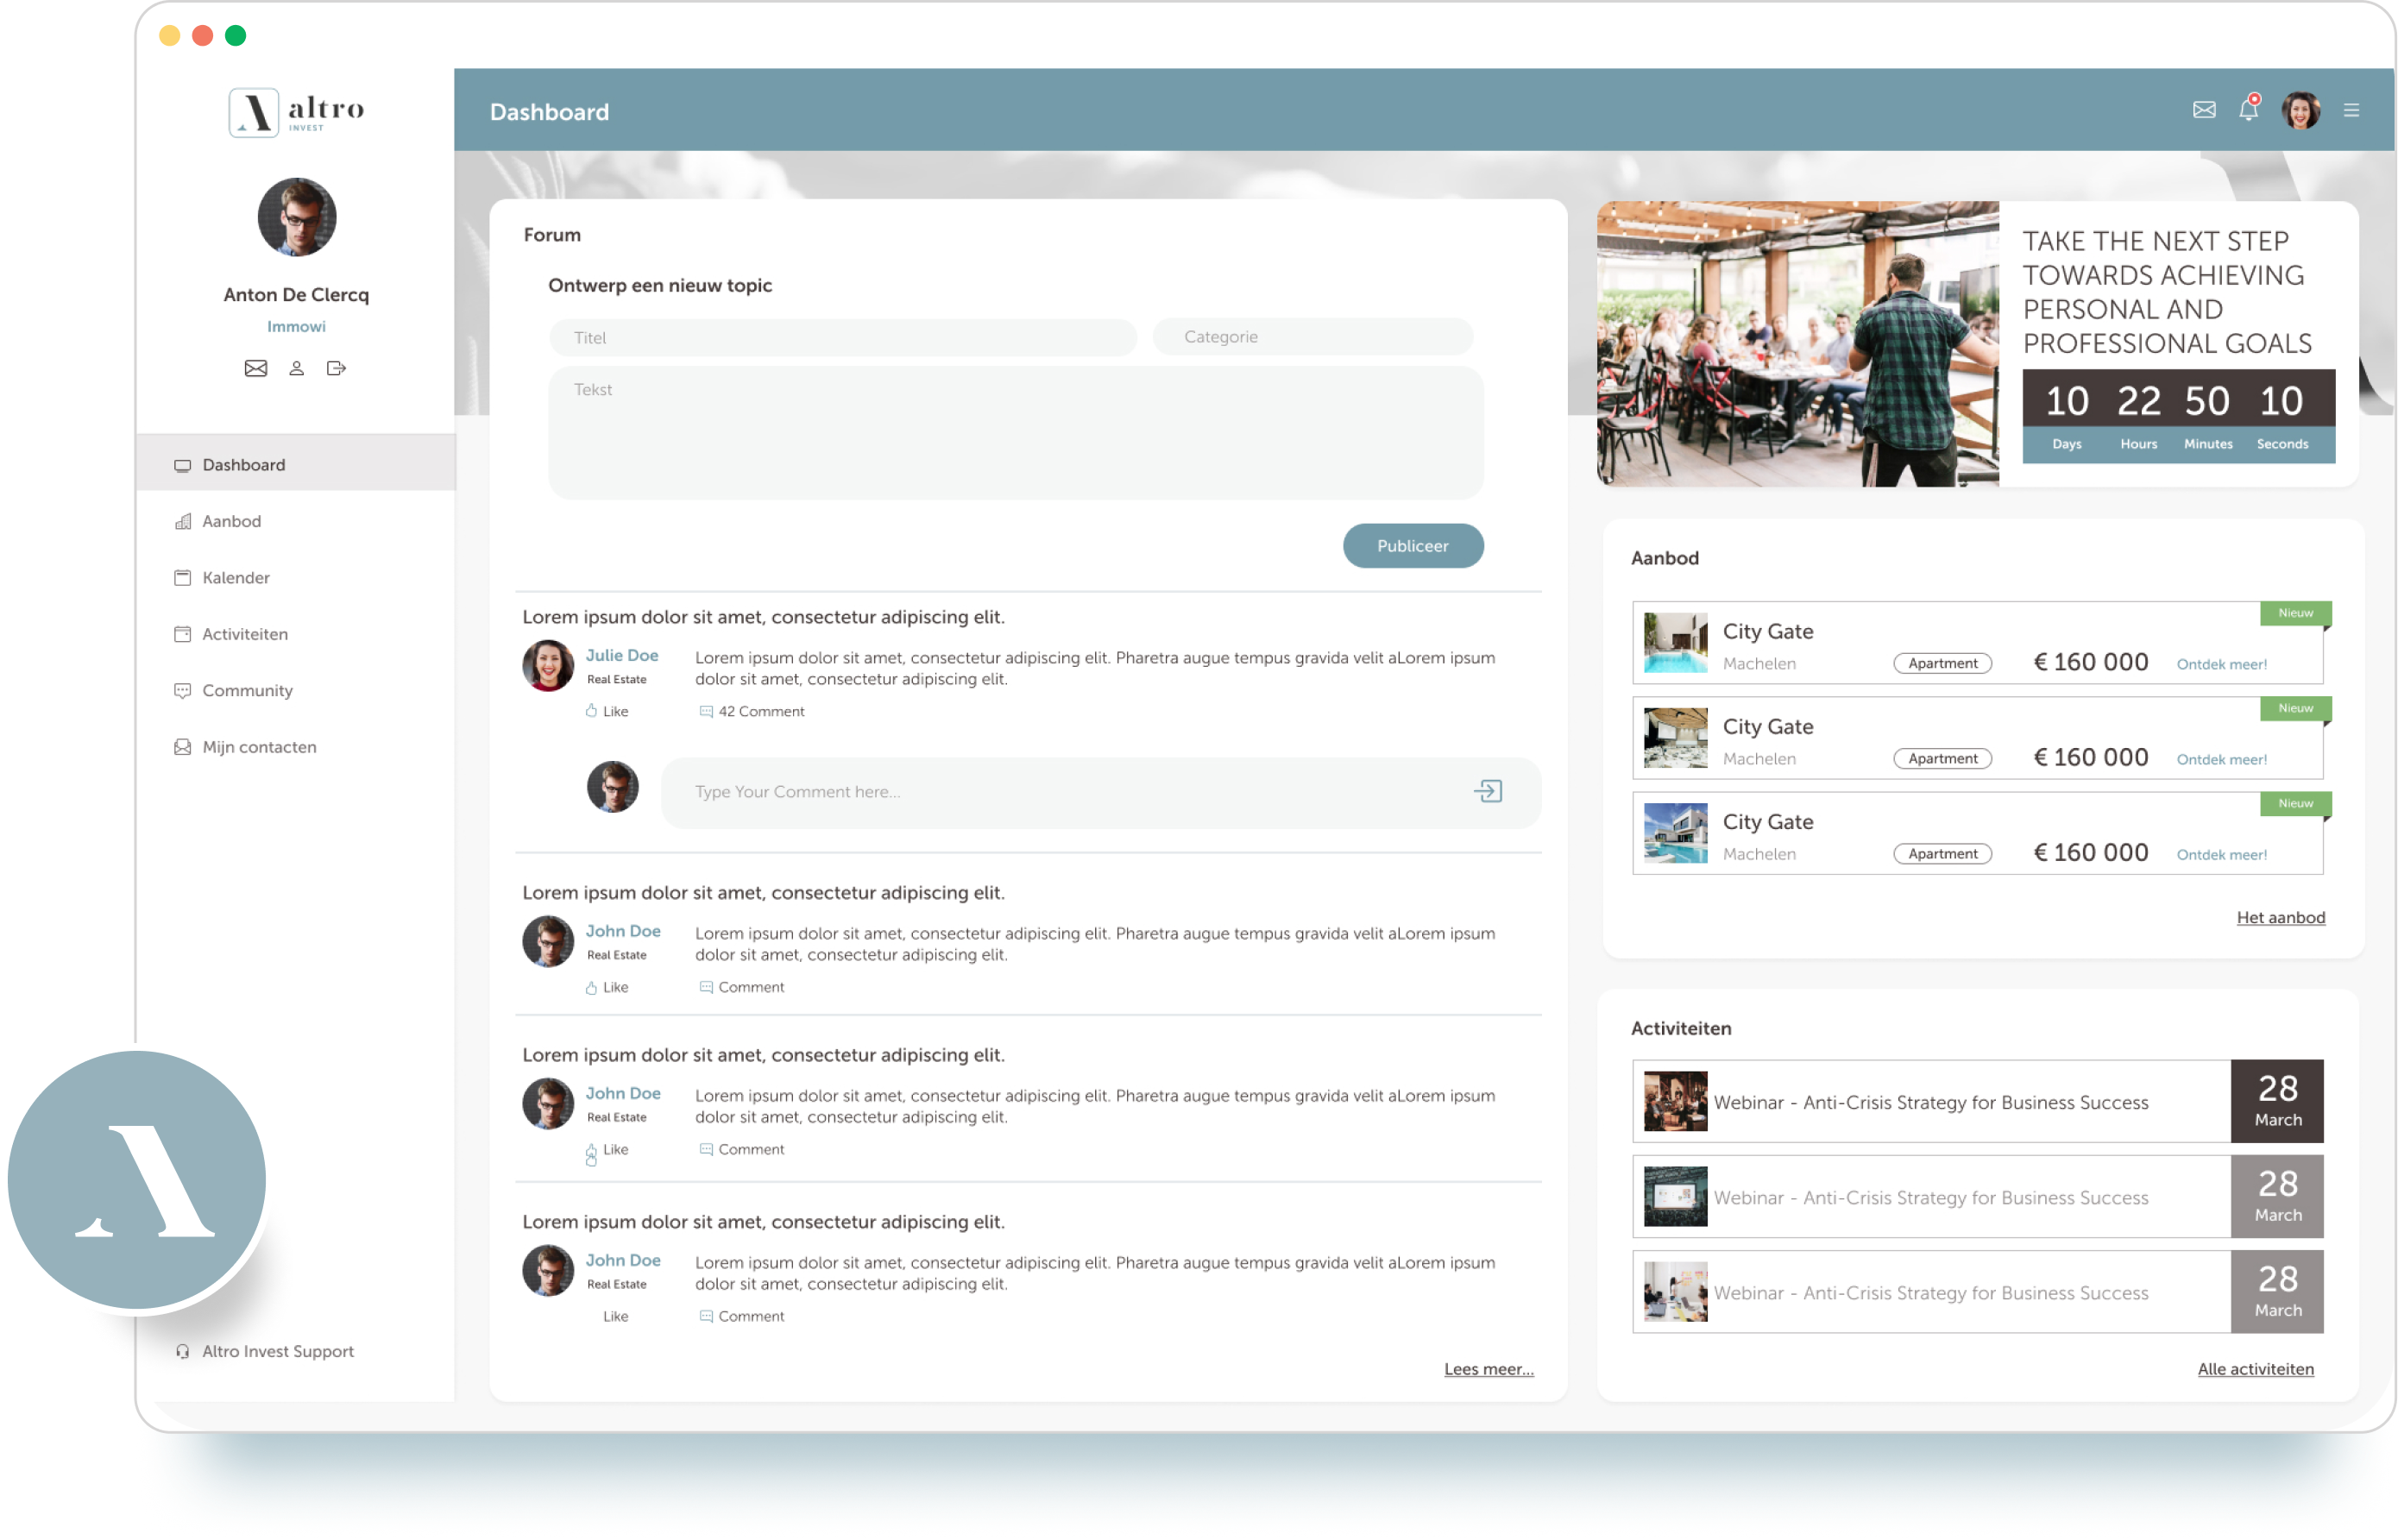 altro
INVEST
Anton De Clercq
Immowi
Dashboard
Aanbod
Kalender
Activiteiten
Community
Mijn contacten
Altro Invest Support
Dashboard
Forum
Ontwerp een nieuw topic
Titel
Categorie
Tekst
Publiceer
Lorem ipsum dolor sit amet, consectetur adipiscing elit.
Julie Doe
Real Estate
Lorem ipsum dolor sit amet, consectetur adipiscing elit. Pharetra augue tempus gravida velit aLorem ipsum
dolor sit amet, consectetur adipiscing elit.
Like
42 Comment
Type Your Comment here...
Lorem ipsum dolor sit amet, consectetur adipiscing elit.
John Doe
Real Estate
Lorem ipsum dolor sit amet, consectetur adipiscing elit. Pharetra augue tempus gravida velit aLorem ipsum
dolor sit amet, consectetur adipiscing elit.
Like
Comment
Lorem ipsum dolor sit amet, consectetur adipiscing elit.
John Doe
Real Estate
Lorem ipsum dolor sit amet, consectetur adipiscing elit. Pharetra augue tempus gravida velit aLorem ipsum
dolor sit amet, consectetur adipiscing elit.
Like
Comment
Lorem ipsum dolor sit amet, consectetur adipiscing elit.
John Doe
Real Estate
Lorem ipsum dolor sit amet, consectetur adipiscing elit. Pharetra augue tempus gravida velit aLorem ipsum
dolor sit amet, consectetur adipiscing elit.
Like
Comment
Lees meer...
TAKE THE NEXT STEP
TOWARDS ACHIEVING
PERSONAL AND
PROFESSIONAL GOALS
10 22 50 10
Days Hours Minutes Seconds
Aanbod
Nieuw
City Gate
Machelen
Apartment
€ 160 000
Ontdek meer!
Nieuw
City Gate
Machelen
Apartment
€ 160 000
Ontdek meer!
Nieuw
City Gate
Machelen
Apartment
€ 160 000
Ontdek meer!
Het aanbod
Activiteiten
Webinar - Anti-Crisis Strategy for Business Success
28
March
Webinar - Anti-Crisis Strategy for Business Success
28
March
Webinar - Anti-Crisis Strategy for Business Success
28
March
Alle activiteiten